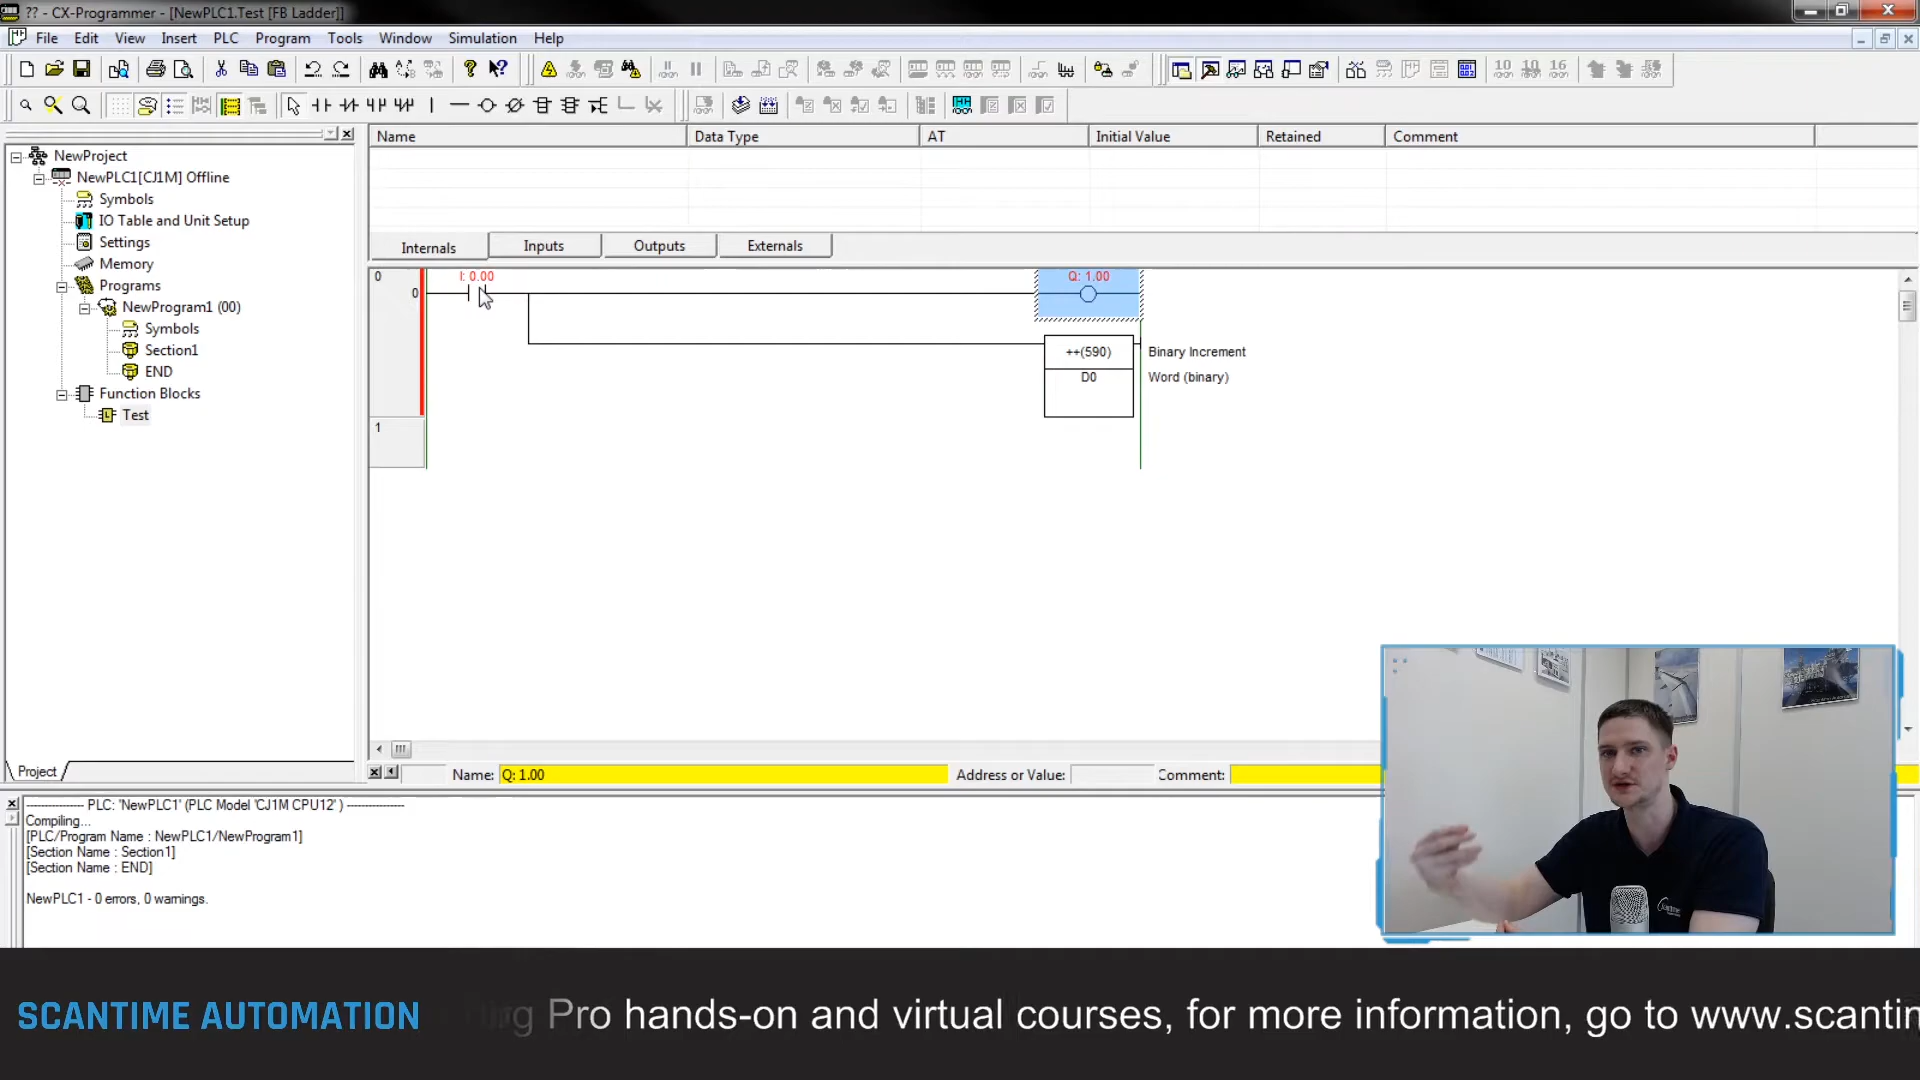 ?? - CX-Programmer - [NewPLC1.Test [FB Ladder]]
File Edit View Insert PLC Program Tools Window Simulation Help
10 10 16
Name Data Type AT Initial Value Retained Comment
NewProject
NewPLC1[CJ1M] Offline
Symbols
IO Table and Unit Setup
Settings
Memory
Programs
NewProgram1 (00)
Symbols
Section1
END
Function Blocks
Test
Project
Internals Inputs Outputs Externals
0
0
I: 0.00
Q: 1.00
++(590) Binary Increment
D0 Word (binary)
1
Name: Q: 1.00 Address or Value: Comment:
--------------- PLC: 'NewPLC1' (PLC Model 'CJ1M CPU12' ) ---------------
Compiling...
[PLC/Program Name : NewPLC1/NewProgram1]
[Section Name : Section1]
[Section Name : END]
NewPLC1 - 0 errors, 0 warnings.
SCANTIME AUTOMATION
Pro hands-on and virtual courses, for more information, go to www.scantin